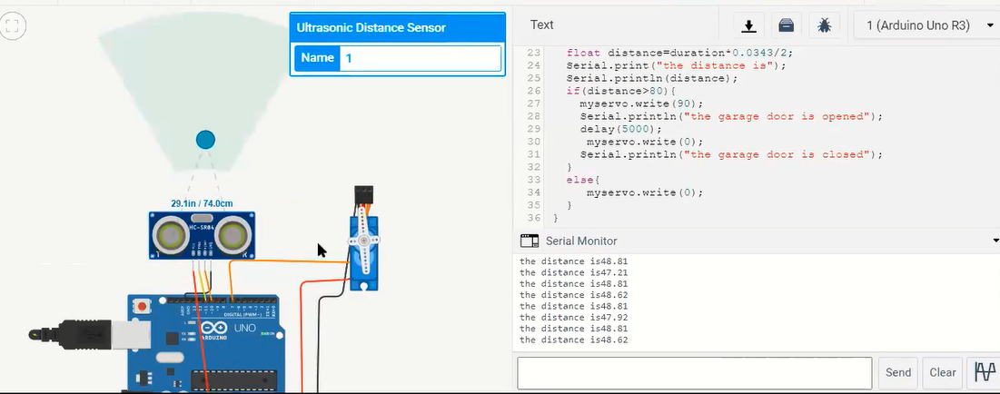 Ultrasonic Distance Sensor
Name 1
29.1in / 74.0cm
HC-SR04
T R
DIGITAL (PWM~)
UNO
ARDUINO
Text
1 (Arduino Uno R3)
23 float distance=duration*0.0343/2;
24 Serial.print("the distance is");
25 Serial.println(distance);
26 if(distance>80){
27 myservo.write(90);
28 Serial.println("the garage door is opened");
29 delay(5000);
30 myservo.write(0);
31 Serial.println("the garage door is closed");
32 }
33 else{
34 myservo.write(0);
35 }
36 }
Serial Monitor
the distance is48.81
the distance is47.21
the distance is48.81
the distance is48.62
the distance is48.81
the distance is47.92
the distance is48.81
the distance is48.62
Send
Clear